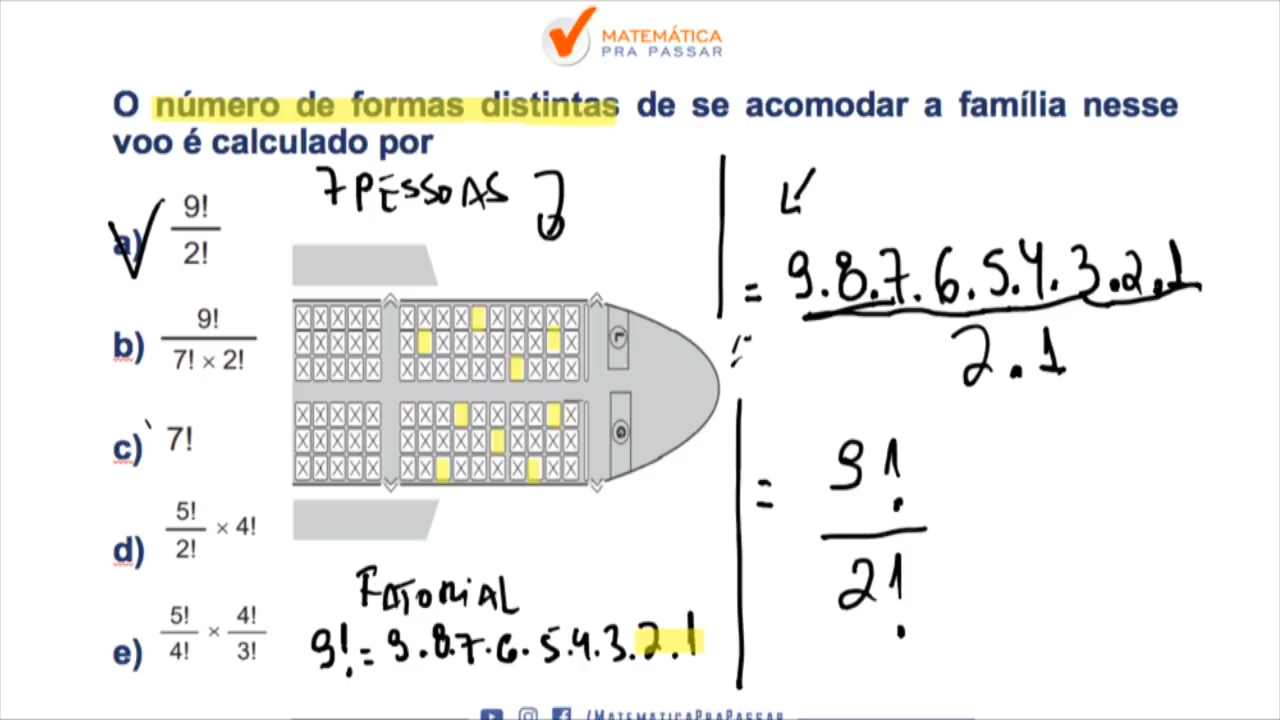 MATEMÁTICA
PRA PASSAR
O número de formas distintas de se acomodar a família nesse
voo é calculado por
7 PESSOAS
a) 9!/2!
b) 9!/7! × 2!
c) 7!
d) 5!/2! × 4!
e) 5!/4! × 4!/3!
L
G
FATORIAL
9! = 9.8.7.6.5.4.3.2.1
= 9.8.7.6.5.4.3.2.1
2.1
= 9!
2!
/MATEMATICAPRAPASSAR